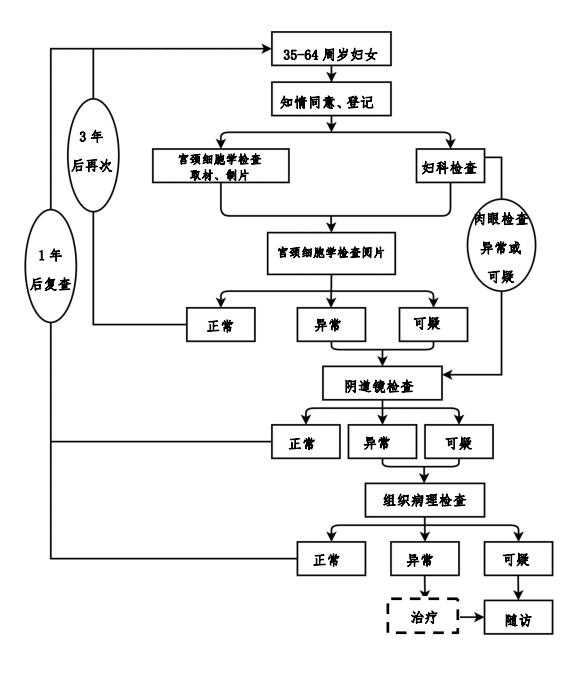 35-64 周岁妇女
知情同意、登记
宫颈细胞学检查
取材、制片
妇科检查
3 年
后再次
肉眼检查
异常或
可疑
1 年
后复查
宫颈细胞学检查阅片
正常
异常
可疑
阴道镜检查
正常
异常
可疑
组织病理检查
正常
异常
可疑
治疗
随访